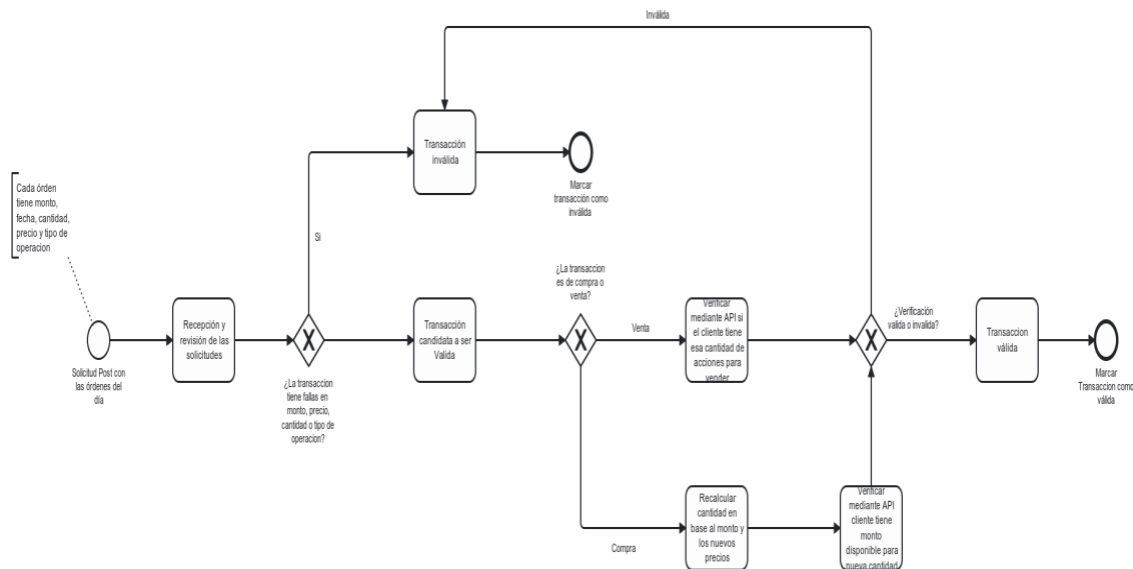 Inválida
Transacción
inválida
Marcar
transacción como
inválida
Cada órden
tiene monto,
fecha, cantidad,
precio y tipo de
operacion
Si
¿La transaccion
es de compra o
venta?
Solicitud Post con
las órdenes del
día
Recepción y
revisión de las
solicitudes
¿La transaccion
tiene fallas en
monto, precio,
cantidad o tipo de
operacion?
Transacción
candidata a ser
Valida
Venta
Verificar
mediante API si
el cliente tiene
esa cantidad de
acciones para
vender
¿Verificación
valida o invalida?
Transaccion
válida
Marcar
Transaccion como
válida
Compra
Recalcular
cantidad en
base al monto y
los nuevos
precios
Verificar
mediante API
cliente tiene
monto
disponible para
nueva cantidad